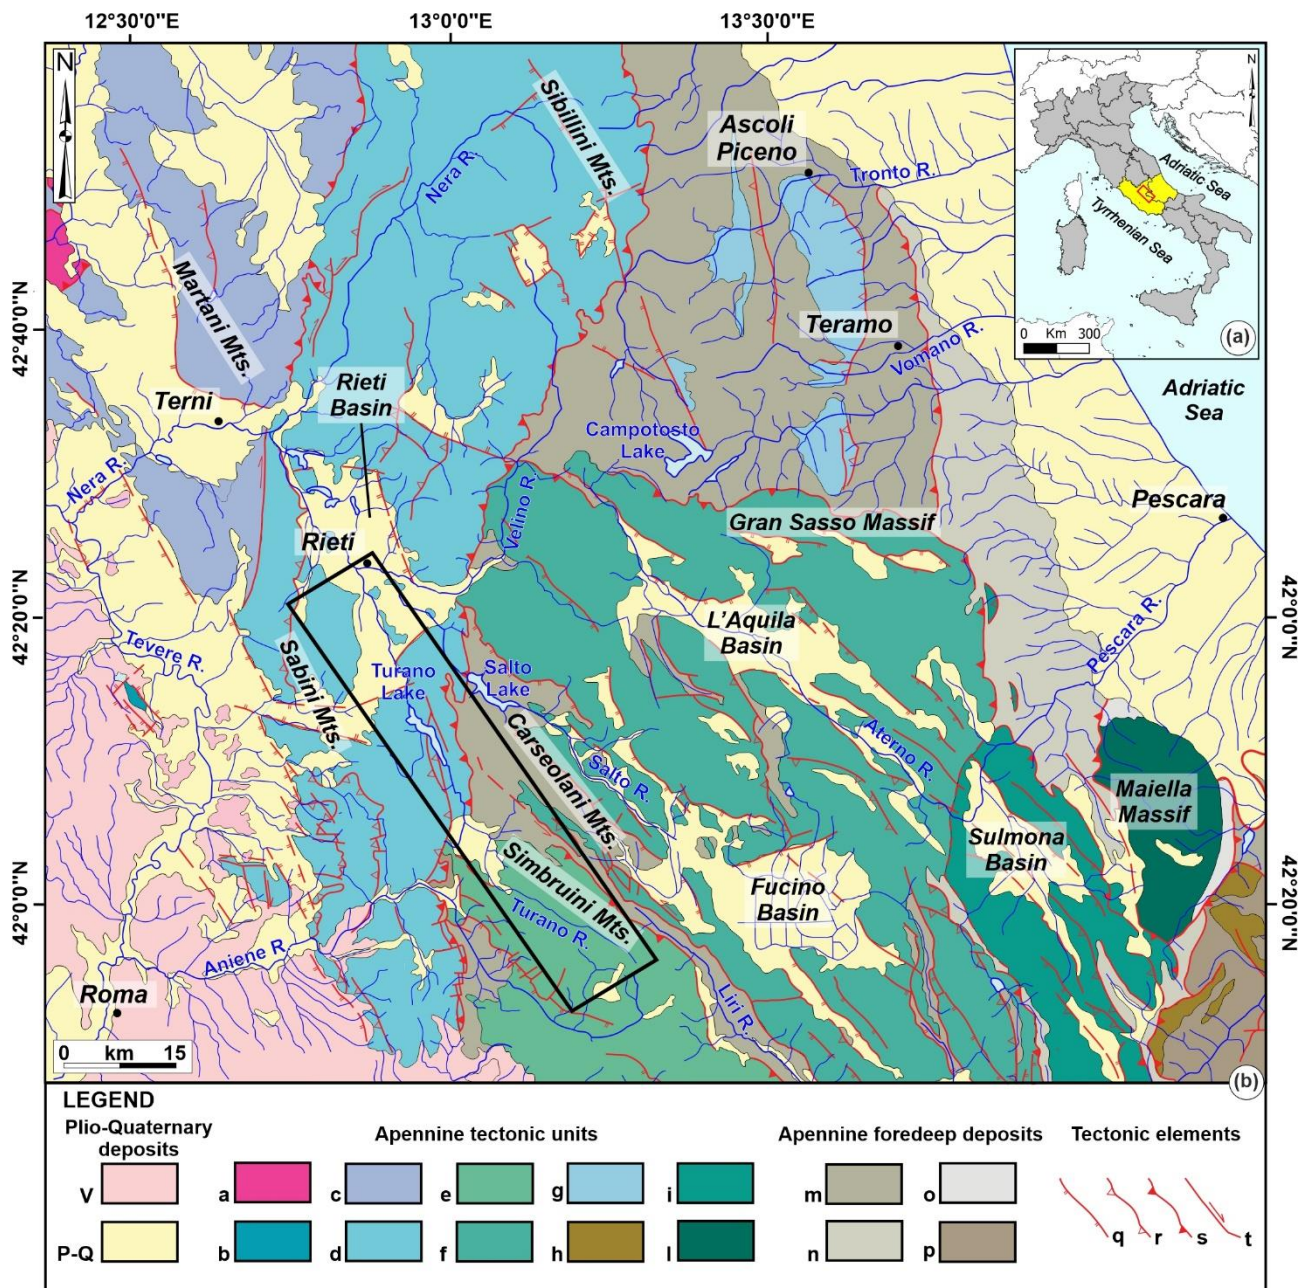 12°30'0"E
13°00'0"E
13°30'0"E
N
Sibillini Mts.
Ascoli
Piceno
Tronto R.
Nera R.
N
Adriatic Sea
Tyrrhenian Sea
0 Km 300
(a)
Martani Mts.
42°40'0"N
Teramo
Vomano R.
Rieti
Basin
Terni
Adriatic
Sea
Campotosto
Lake
Nera R.
Velino R.
Pescara
Gran Sasso Massif
Rieti
42°20'0"N
42°0'0"N
L'Aquila
Basin
Pescara R.
Tevere R.
Sabini Mts.
Turano
Lake
Salto
Lake
Carseolani Mts.
Salto R.
Aterno R.
Maiella
Massif
Sulmona
Basin
Simbruini Mts.
Fucino
Basin
42°0'0"N
42°20'0"N
Turano R.
Aniene R.
Liri R.
Roma
0 km 15
(b)
LEGEND
Plio-Quaternary
deposits
Apennine tectonic units
Apennine foredeep deposits
Tectonic elements
V
a
c
e
g
i
m
o
P-Q
b
d
f
h
l
n
p
q
r
s
t